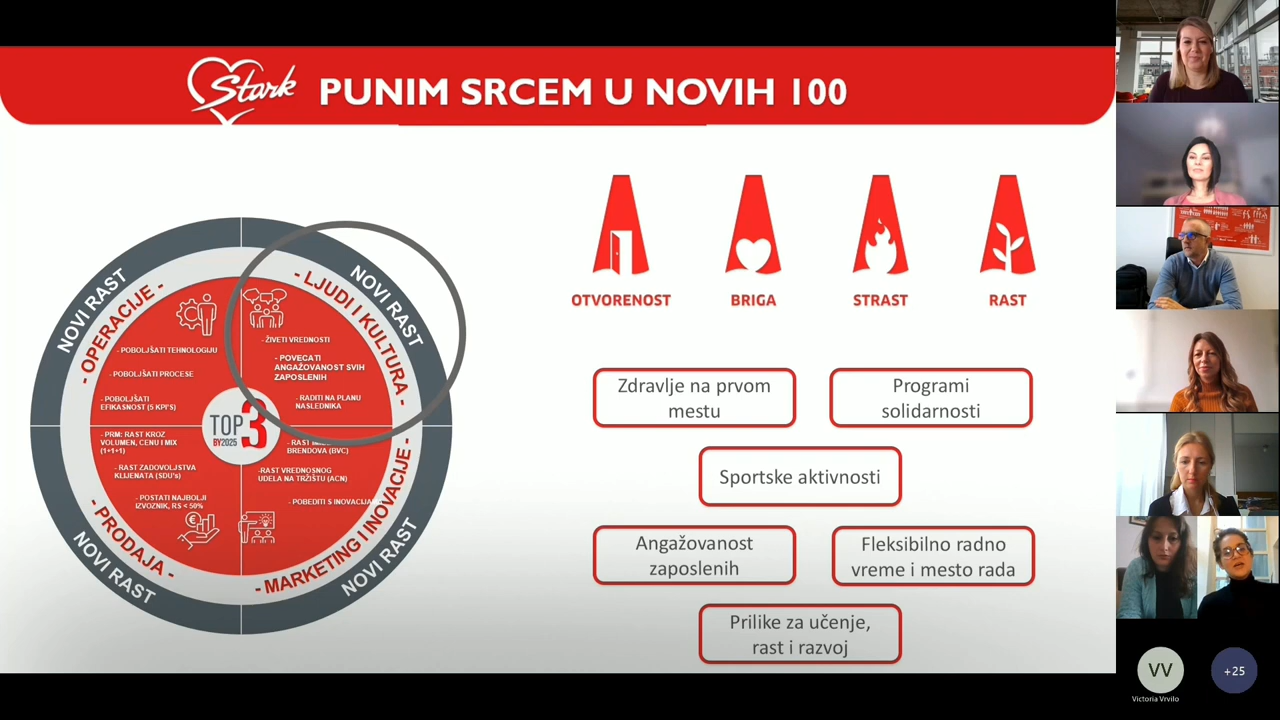 Stark
PUNIM SRCEM U NOVIH 100
NOVI RAST
NOVI RAST
NOVI RAST
NOVI RAST
- OPERACIJE -
- POBOLJŠATI TEHNOLOGIJU
- POBOLJŠATI PROCESE
- POBOLJŠATI
EFIKASNOST (5 KPI'S)
- LJUDI I KULTURA -
- ŽIVETI VREDNOSTI
- POVEĆATI
ANGAŽOVANOST SVIH
ZAPOSLENIH
- RADITI NA PLANU
NASLEDNIKA
TOP 3
BY2025
- PRM: RAST KROZ
VOLUMEN, CENU I MIX
(1+1+1)
- RAST ZADOVOLJSTVA
KLIJENATA (SDU's)
- POSTATI NAJBOLJI
IZVOZNIK, RS < 50%
- PRODAJA -
- RAST
BRENDOVA (BVC)
-RAST VREDNOSNOG
UDELA NA TRŽIŠTU (ACN)
- POBEDITI S INOVACIJA
- MARKETING I INOVACIJE -
OTVORENOST
BRIGA
STRAST
RAST
Zdravlje na prvom
mestu
Programi
solidarnosti
Sportske aktivnosti
Angažovanost
zaposlenih
Fleksibilno radno
vreme i mesto rada
Prilike za učenje,
rast i razvoj
VV
Victoria Vrvilo
+25